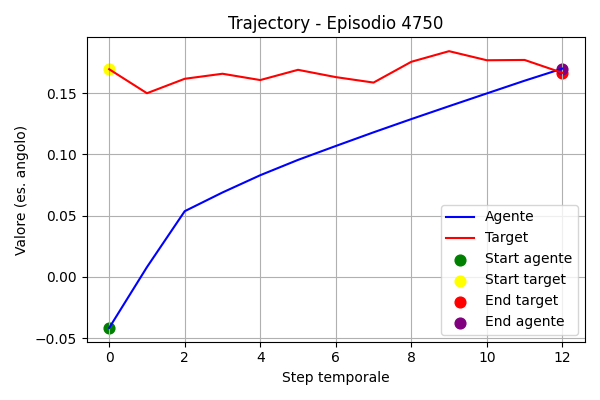 Trajectory - Episodio 4750
Valore (es. angolo)
0.15
0.10
0.05
0.00
−0.05
0 2 4 6 8 10 12
Step temporale
Agente
Target
Start agente
Start target
End target
End agente